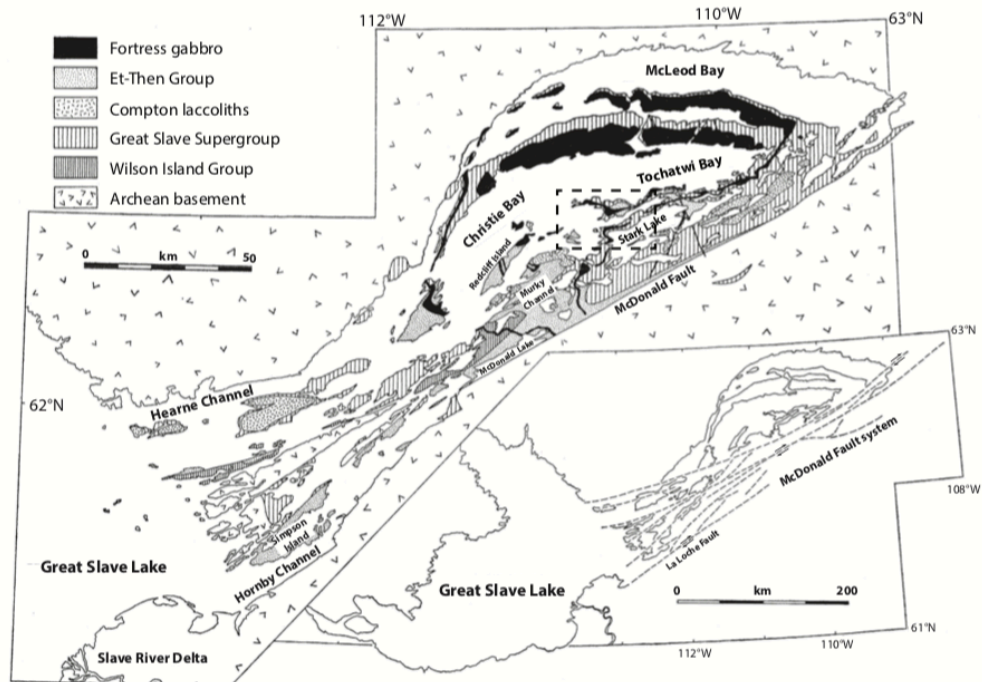 112°W
110°W
63°N
Fortress gabbro
Et-Then Group
Compton laccoliths
Great Slave Supergroup
Wilson Island Group
Archean basement
McLeod Bay
Tochatwi Bay
Christie Bay
Stark Lake
Redcliff Island
Murky
Channel
McDonald Fault
McDonald Lake
0 km 50
62°N
Hearne Channel
Simpson
Island
Hornby Channel
Great Slave Lake
Slave River Delta
63°N
McDonald Fault system
108°W
La Loche Fault
Great Slave Lake
0 km 200
61°N
112°W
110°W